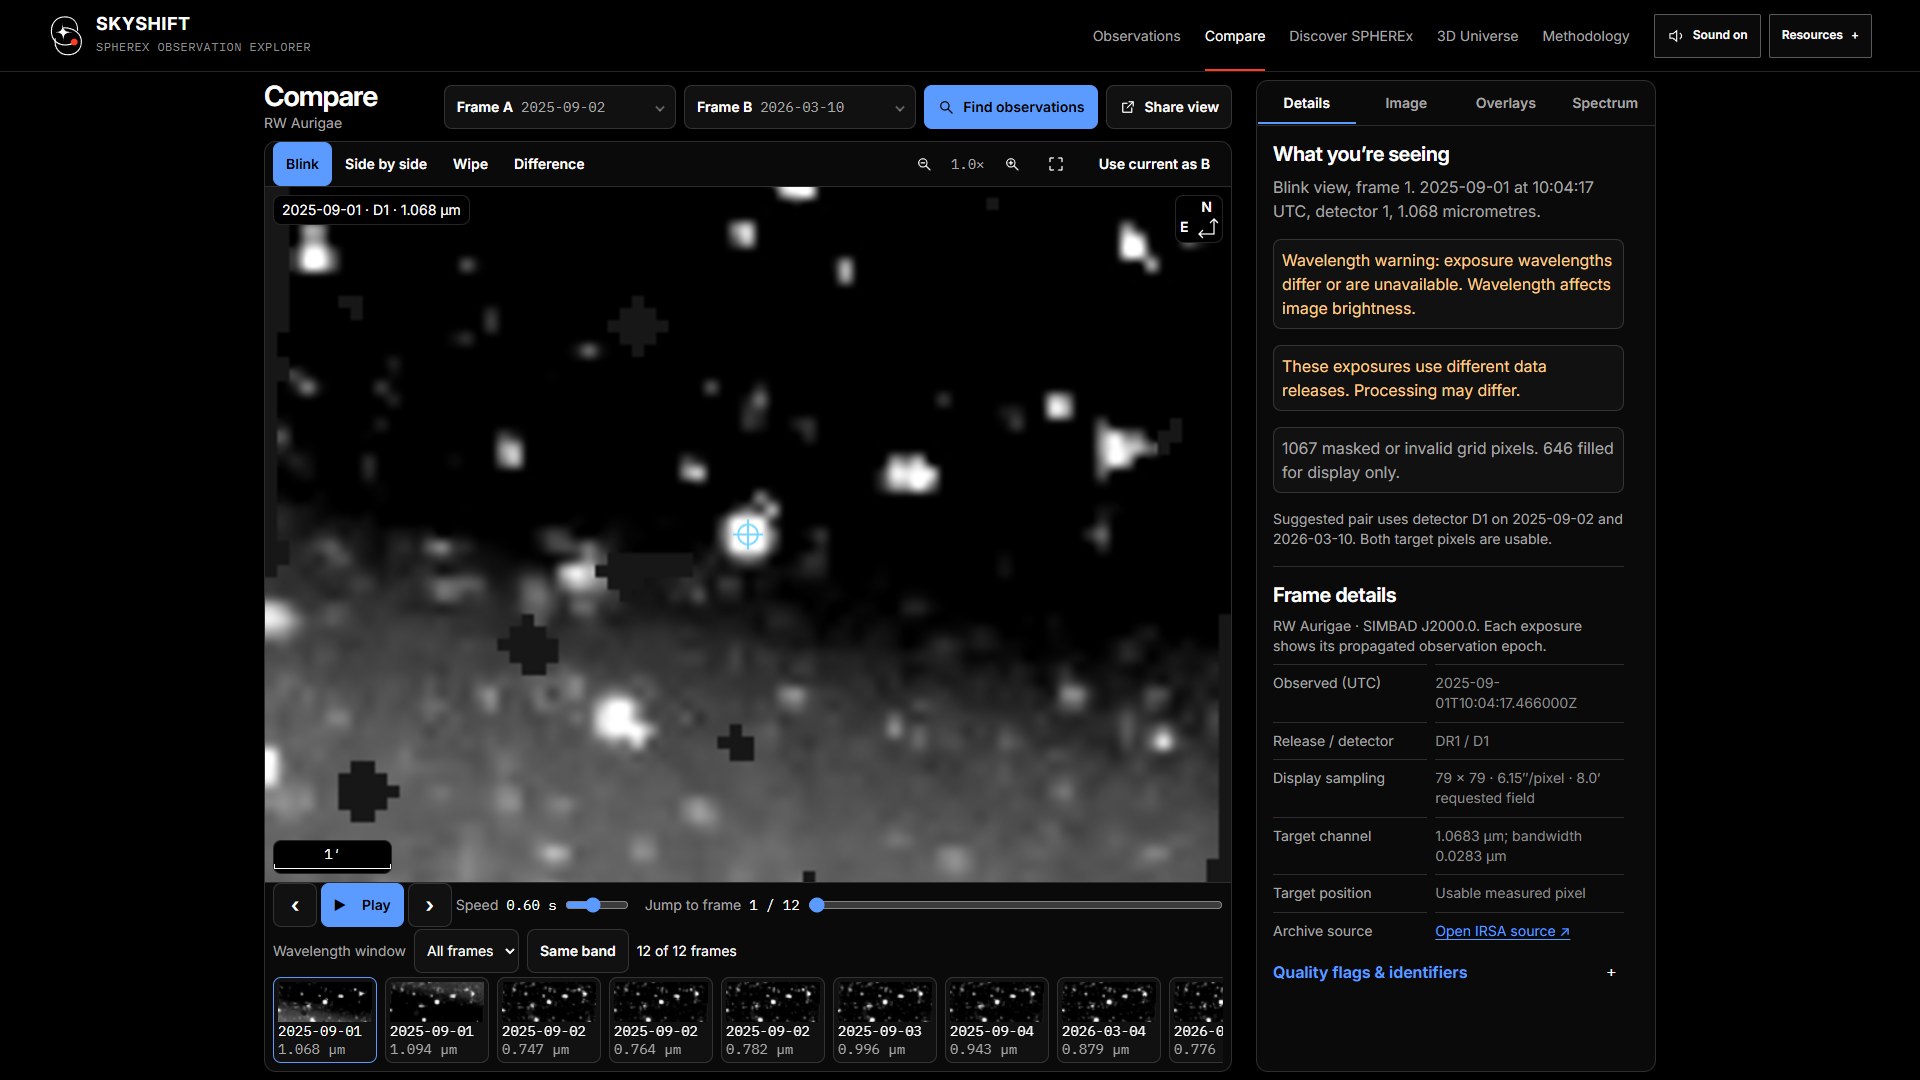 SKYSHIFT
SPHEREX OBSERVATION EXPLORER
Observations
Compare
Discover SPHEREx
3D Universe
Methodology
Sound on
Resources +
Compare
RW Aurigae
Frame A 2025-09-02
Frame B 2026-03-10
Find observations
Share view
Blink
Side by side
Wipe
Difference
1.0×
Use current as B
2025-09-01 · D1 · 1.068 µm
N
E
1′
‹
Play
›
Speed 0.60 s
Jump to frame 1 / 12
Wavelength window
All frames
Same band
12 of 12 frames
2025-09-01
1.068 µm
2025-09-01
1.094 µm
2025-09-02
0.747 µm
2025-09-02
0.764 µm
2025-09-02
0.782 µm
2025-09-03
0.996 µm
2025-09-04
0.943 µm
2026-03-04
0.879 µm
2026-0
0.776
Details
Image
Overlays
Spectrum
What you’re seeing
Blink view, frame 1. 2025-09-01 at 10:04:17
UTC, detector 1, 1.068 micrometres.
Wavelength warning: exposure wavelengths
differ or are unavailable. Wavelength affects
image brightness.
These exposures use different data
releases. Processing may differ.
1067 masked or invalid grid pixels. 646 filled
for display only.
Suggested pair uses detector D1 on 2025-09-02 and
2026-03-10. Both target pixels are usable.
Frame details
RW Aurigae · SIMBAD J2000.0. Each exposure
shows its propagated observation epoch.
Observed (UTC)
2025-09-
01T10:04:17.466000Z
Release / detector
DR1 / D1
Display sampling
79 × 79 · 6.15″/pixel · 8.0′
requested field
Target channel
1.0683 µm; bandwidth
0.0283 µm
Target position
Usable measured pixel
Archive source
Open IRSA source ↗
Quality flags & identifiers +